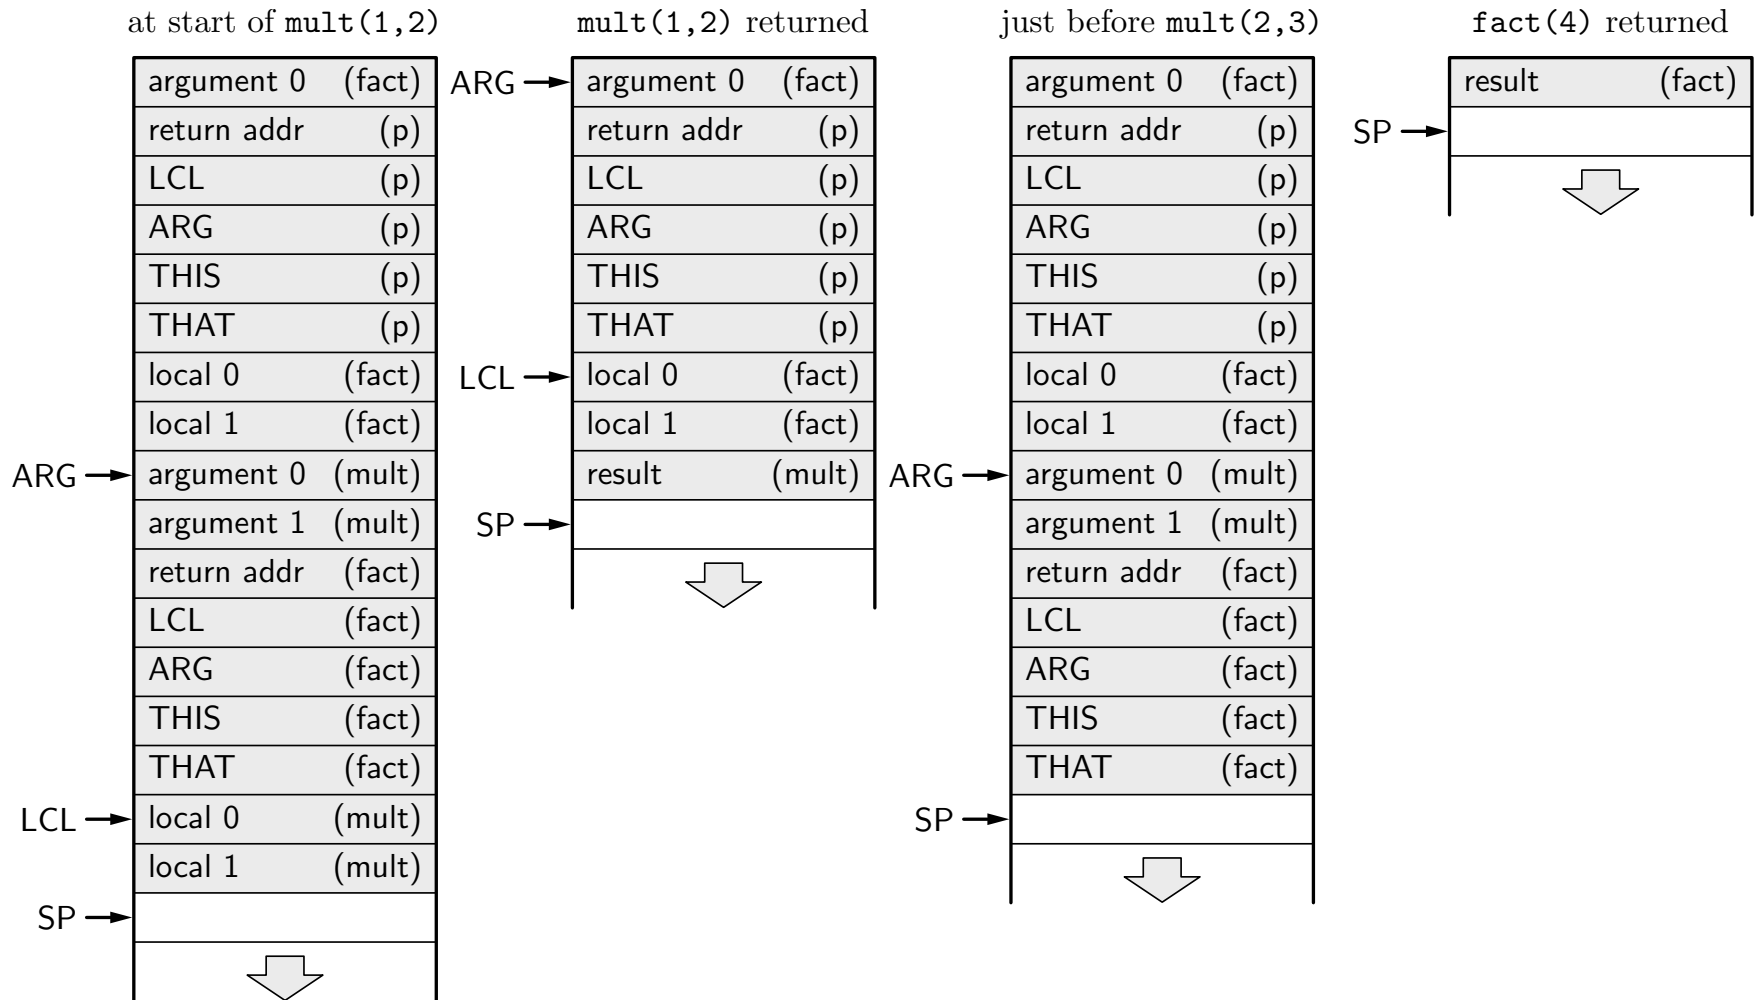 at start of mult(1,2)
argument 0 (fact)
return addr (p)
LCL (p)
ARG (p)
THIS (p)
THAT (p)
local 0 (fact)
local 1 (fact)
ARG argument 0 (mult)
argument 1 (mult)
return addr (fact)
LCL (fact)
ARG (fact)
THIS (fact)
THAT (fact)
LCL local 0 (mult)
local 1 (mult)
SP
mult(1,2) returned
ARG argument 0 (fact)
return addr (p)
LCL (p)
ARG (p)
THIS (p)
THAT (p)
LCL local 0 (fact)
local 1 (fact)
result (mult)
SP
just before mult(2,3)
argument 0 (fact)
return addr (p)
LCL (p)
ARG (p)
THIS (p)
THAT (p)
local 0 (fact)
local 1 (fact)
ARG argument 0 (mult)
argument 1 (mult)
return addr (fact)
LCL (fact)
ARG (fact)
THIS (fact)
THAT (fact)
SP
fact(4) returned
result (fact)
SP